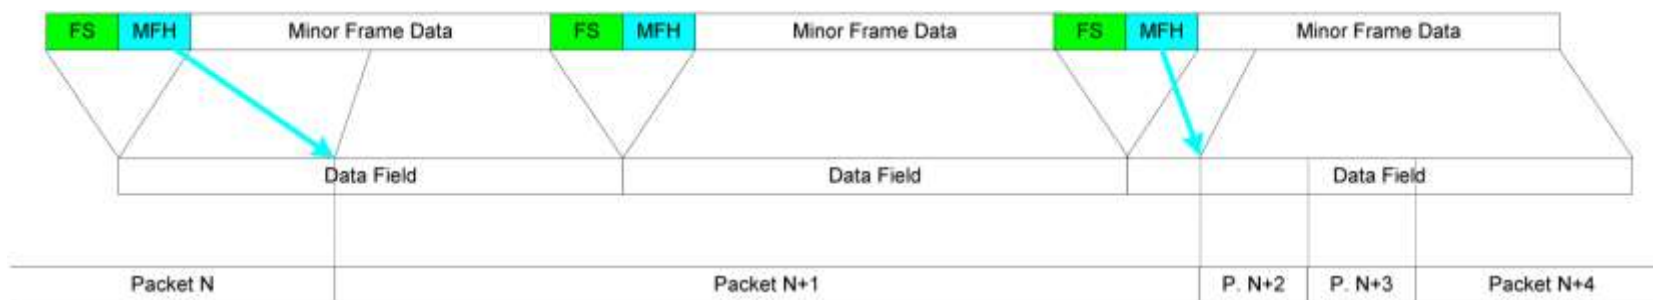 FS MFH Minor Frame Data FS MFH Minor Frame Data FS MFH Minor Frame Data
Data Field Data Field Data Field
Packet N Packet N+1 P. N+2 P. N+3 Packet N+4